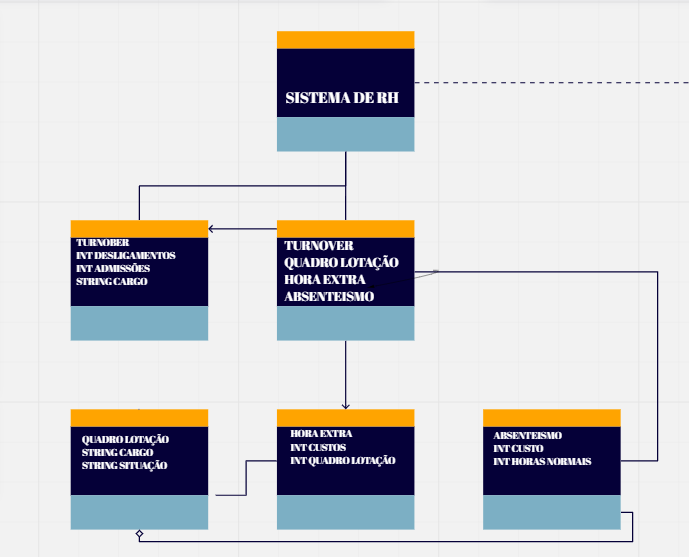 SISTEMA DE RH
TURNOBER
INT DESLIGAMENTOS
INT ADMISSÕES
STRING CARGO
TURNOVER
QUADRO LOTAÇÃO
HORA EXTRA
ABSENTEISMO
QUADRO LOTAÇÃO
STRING CARGO
STRING SITUAÇÃO
HORA EXTRA
INT CUSTOS
INT QUADRO LOTAÇÃO
ABSENTEISMO
INT CUSTO
INT HORAS NORMAIS